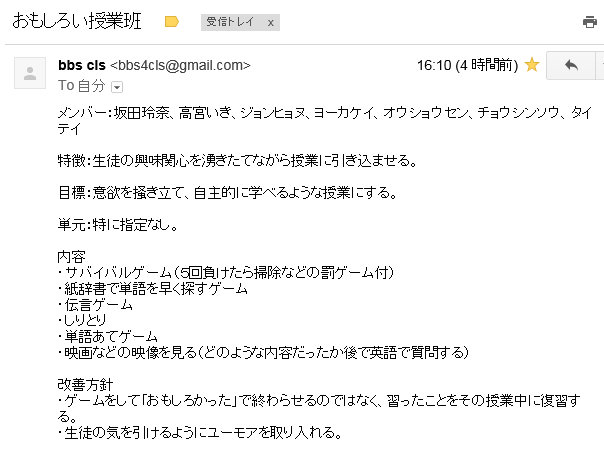 おもしろい授業班
受信トレイ x
bbs cls <bbs4cls@gmail.com>
16:10 (4 時間前)
To 自分
メンバー：坂田玲奈、高宮いき、ジョンヒョヌ、ヨーカケイ、オウショウセン、チョウシンソウ、タイ
テイ
特徴：生徒の興味関心を湧きたてながら授業に引き込ませる。
目標：意欲を掻き立て、自主的に学べるような授業にする。
単元：特に指定なし。
内容
・サバイバルゲーム（5回負けたら掃除などの罰ゲーム付）
・紙辞書で単語を早く探すゲーム
・伝言ゲーム
・しりとり
・単語あてゲーム
・映画などの映像を見る（どのような内容だったか後で英語で質問する）
改善方針
・ゲームをして「おもしろかった」で終わらせるのではなく、習ったことをその授業中に復習す
る。
・生徒の気を引けるようにユーモアを取り入れる。